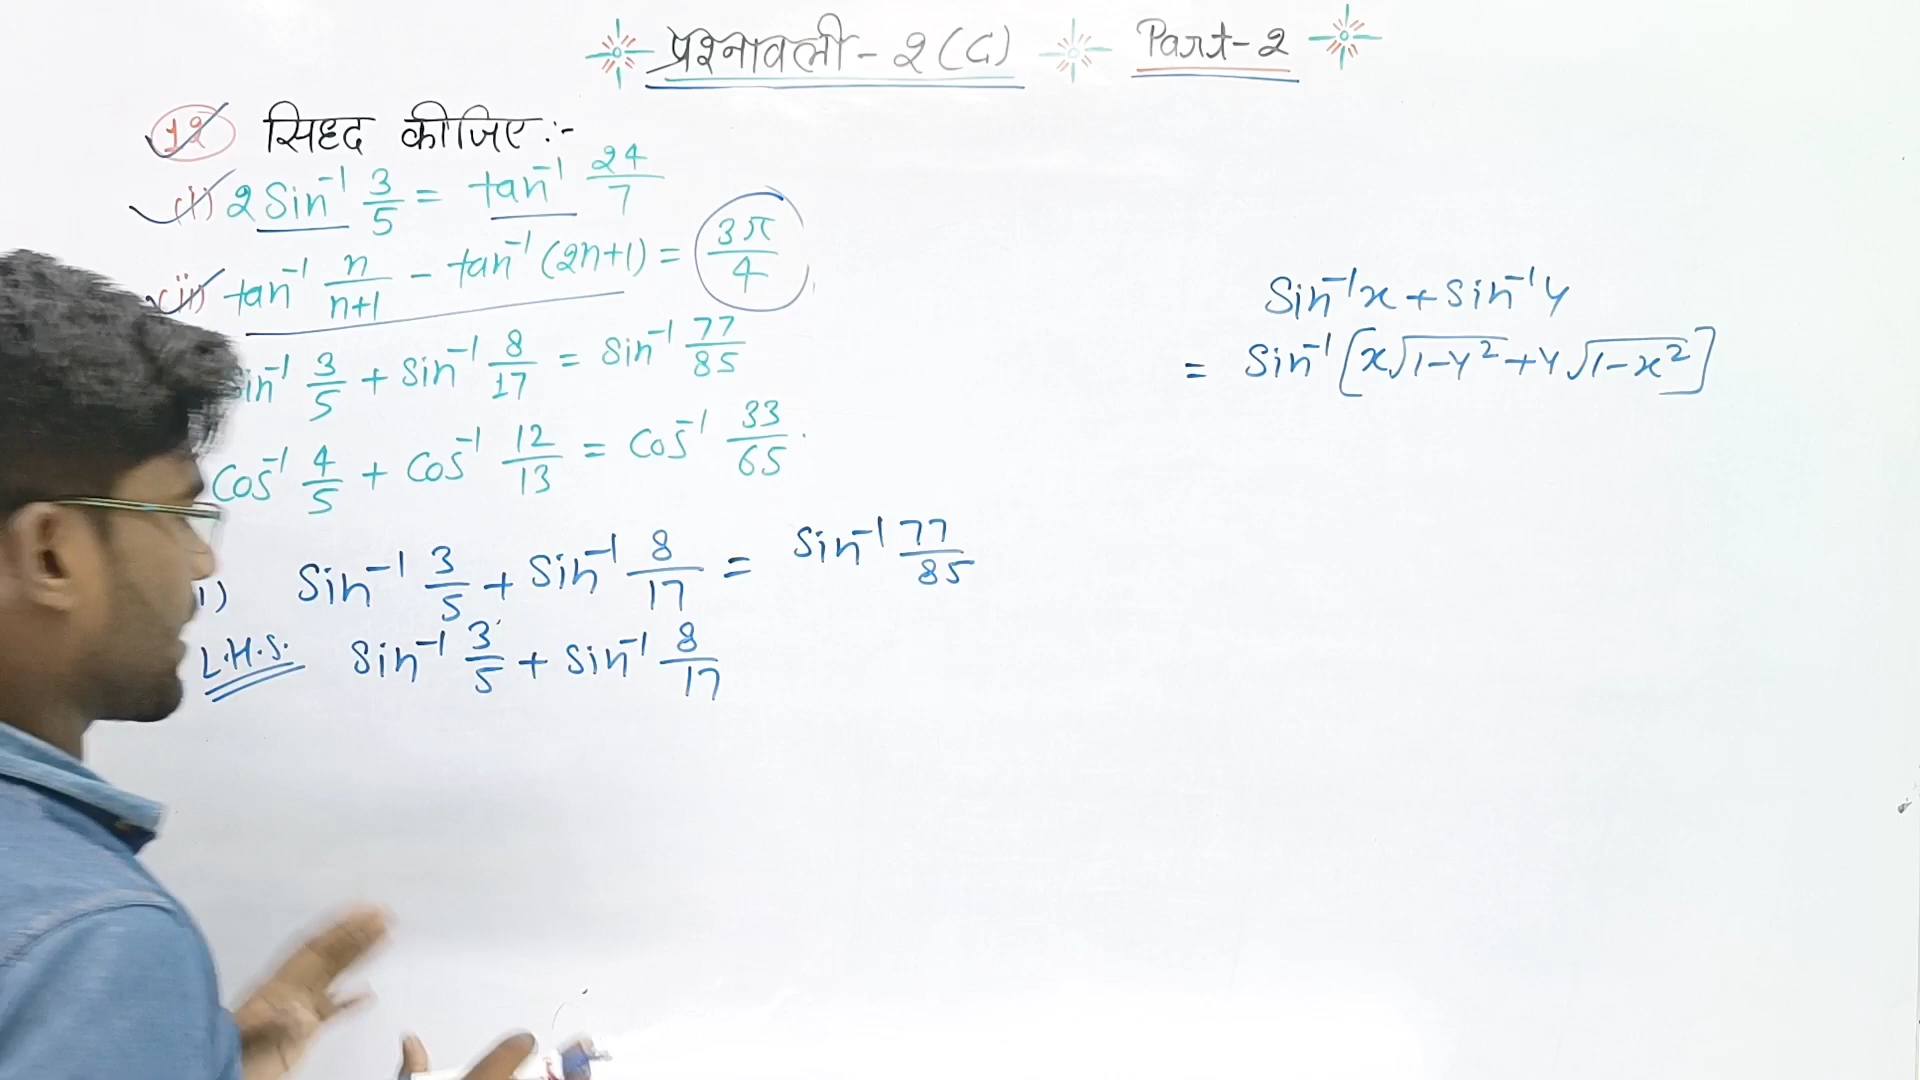 प्रश्नावली - 2 (C) Part-2
12 सिध्द कीजिए :-
(i) 2 Sin⁻¹ 3/5 = tan⁻¹ 24/7
(ii) tan⁻¹ n/n+1 - tan⁻¹ (2n+1) = 3π/4
in⁻¹ 3/5 + Sin⁻¹ 8/17 = Sin⁻¹ 77/85
Cos⁻¹ 4/5 + Cos⁻¹ 12/13 = Cos⁻¹ 33/65
1) Sin⁻¹ 3/5 + Sin⁻¹ 8/17 = Sin⁻¹ 77/85
L.H.S. Sin⁻¹ 3/5 + Sin⁻¹ 8/17
Sin⁻¹x + Sin⁻¹y
= Sin⁻¹ [x√1-y² + y√1-x²]